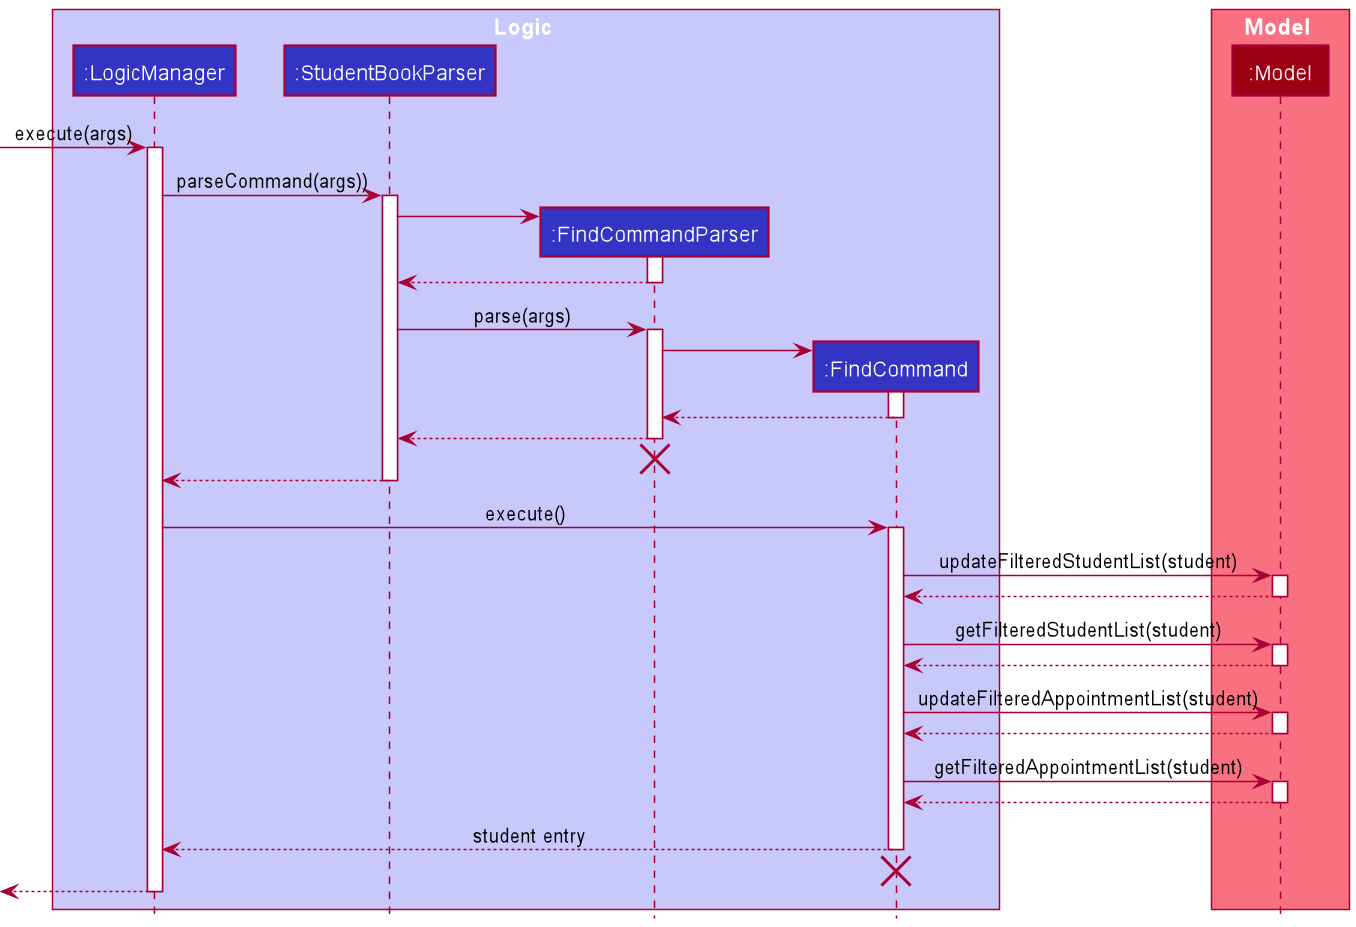 Logic
Model
:LogicManager
:StudentBookParser
:Model
execute(args)
parseCommand(args))
:FindCommandParser
parse(args)
:FindCommand
execute()
updateFilteredStudentList(student)
getFilteredStudentList(student)
updateFilteredAppointmentList(student)
getFilteredAppointmentList(student)
student entry